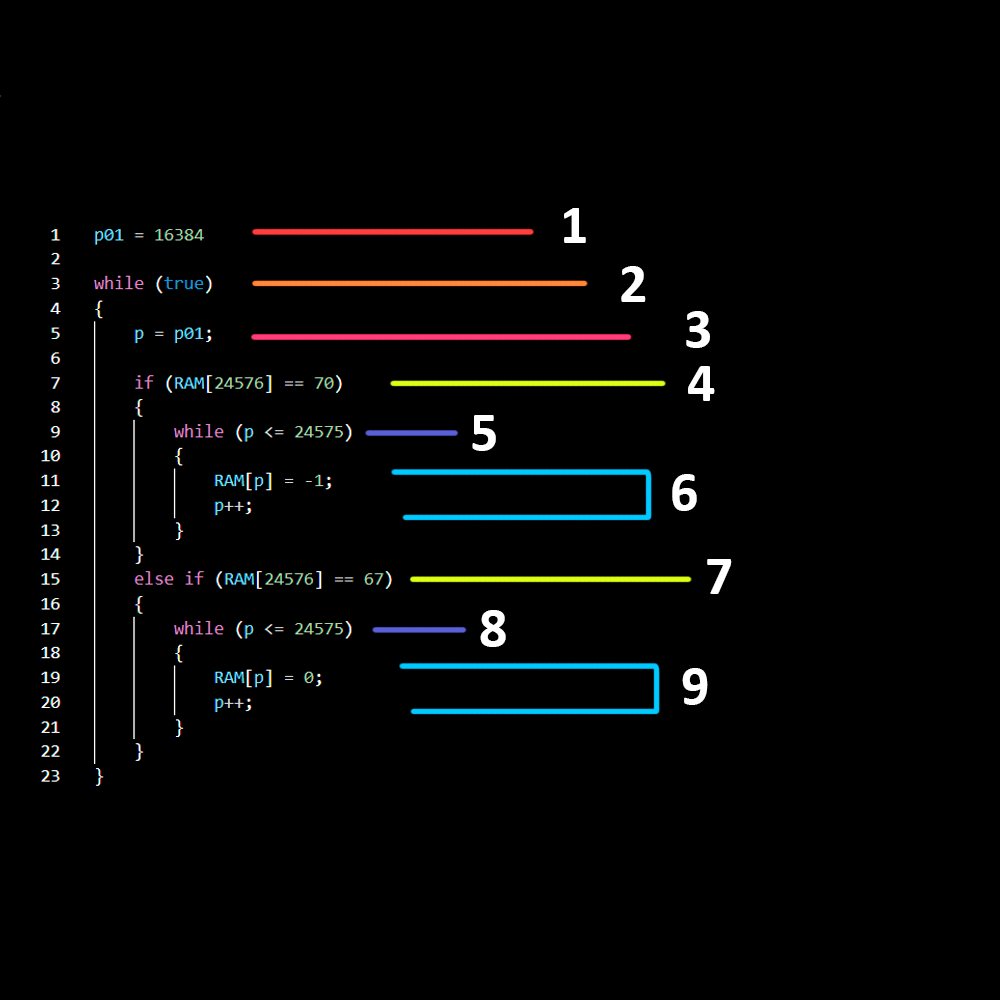 1 p01 = 16384 1
2
3 while (true) 2
4 {
5 p = p01; 3
6
7 if (RAM[24576] == 70) 4
8 {
9 while (p <= 24575) 5
10 {
11 RAM[p] = -1; 6
12 p++;
13 }
14 }
15 else if (RAM[24576] == 67) 7
16 {
17 while (p <= 24575) 8
18 {
19 RAM[p] = 0; 9
20 p++;
21 }
22 }
23 }